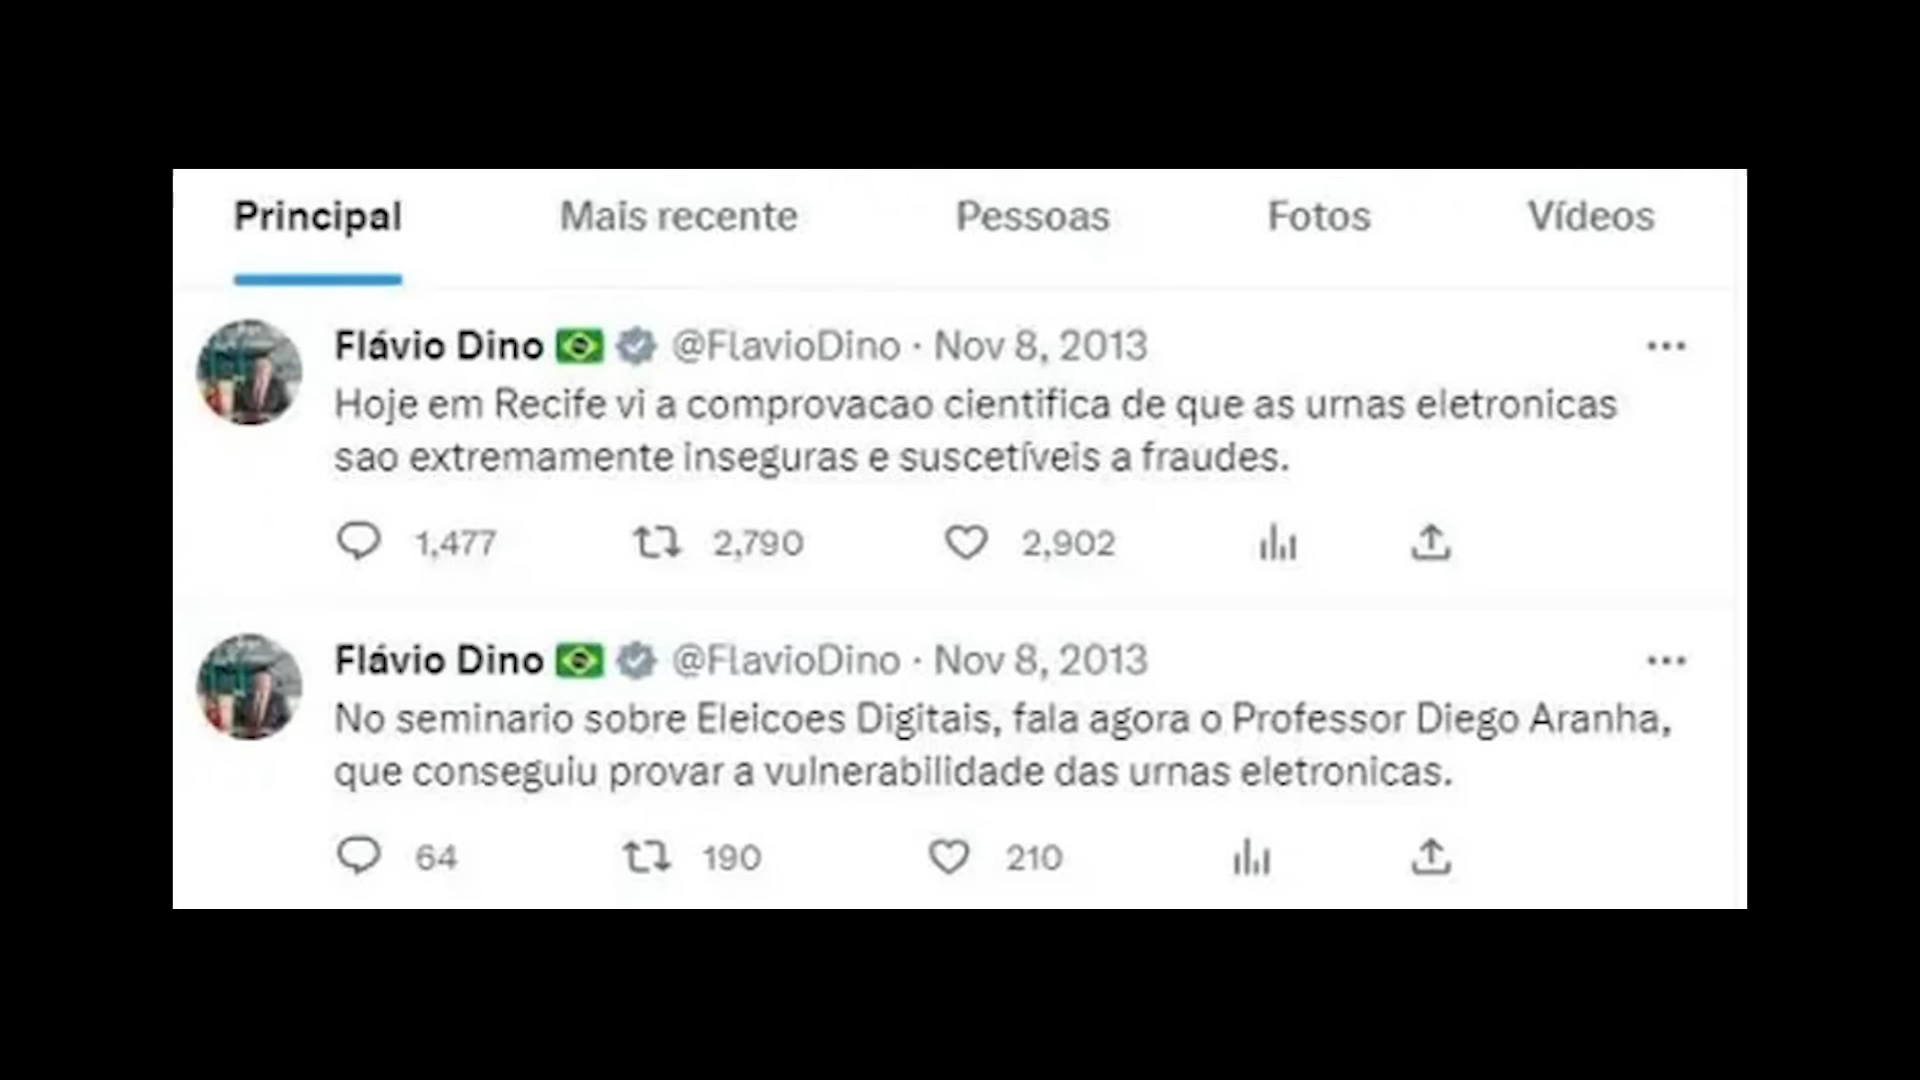 Principal Mais recente Pessoas Fotos Vídeos
Flávio Dino @FlavioDino · Nov 8, 2013
Hoje em Recife vi a comprovacao cientifica de que as urnas eletronicas
sao extremamente inseguras e suscetíveis a fraudes.
1,477 2,790 2,902
Flávio Dino @FlavioDino · Nov 8, 2013
No seminario sobre Eleicoes Digitais, fala agora o Professor Diego Aranha,
que conseguiu provar a vulnerabilidade das urnas eletronicas.
64 190 210